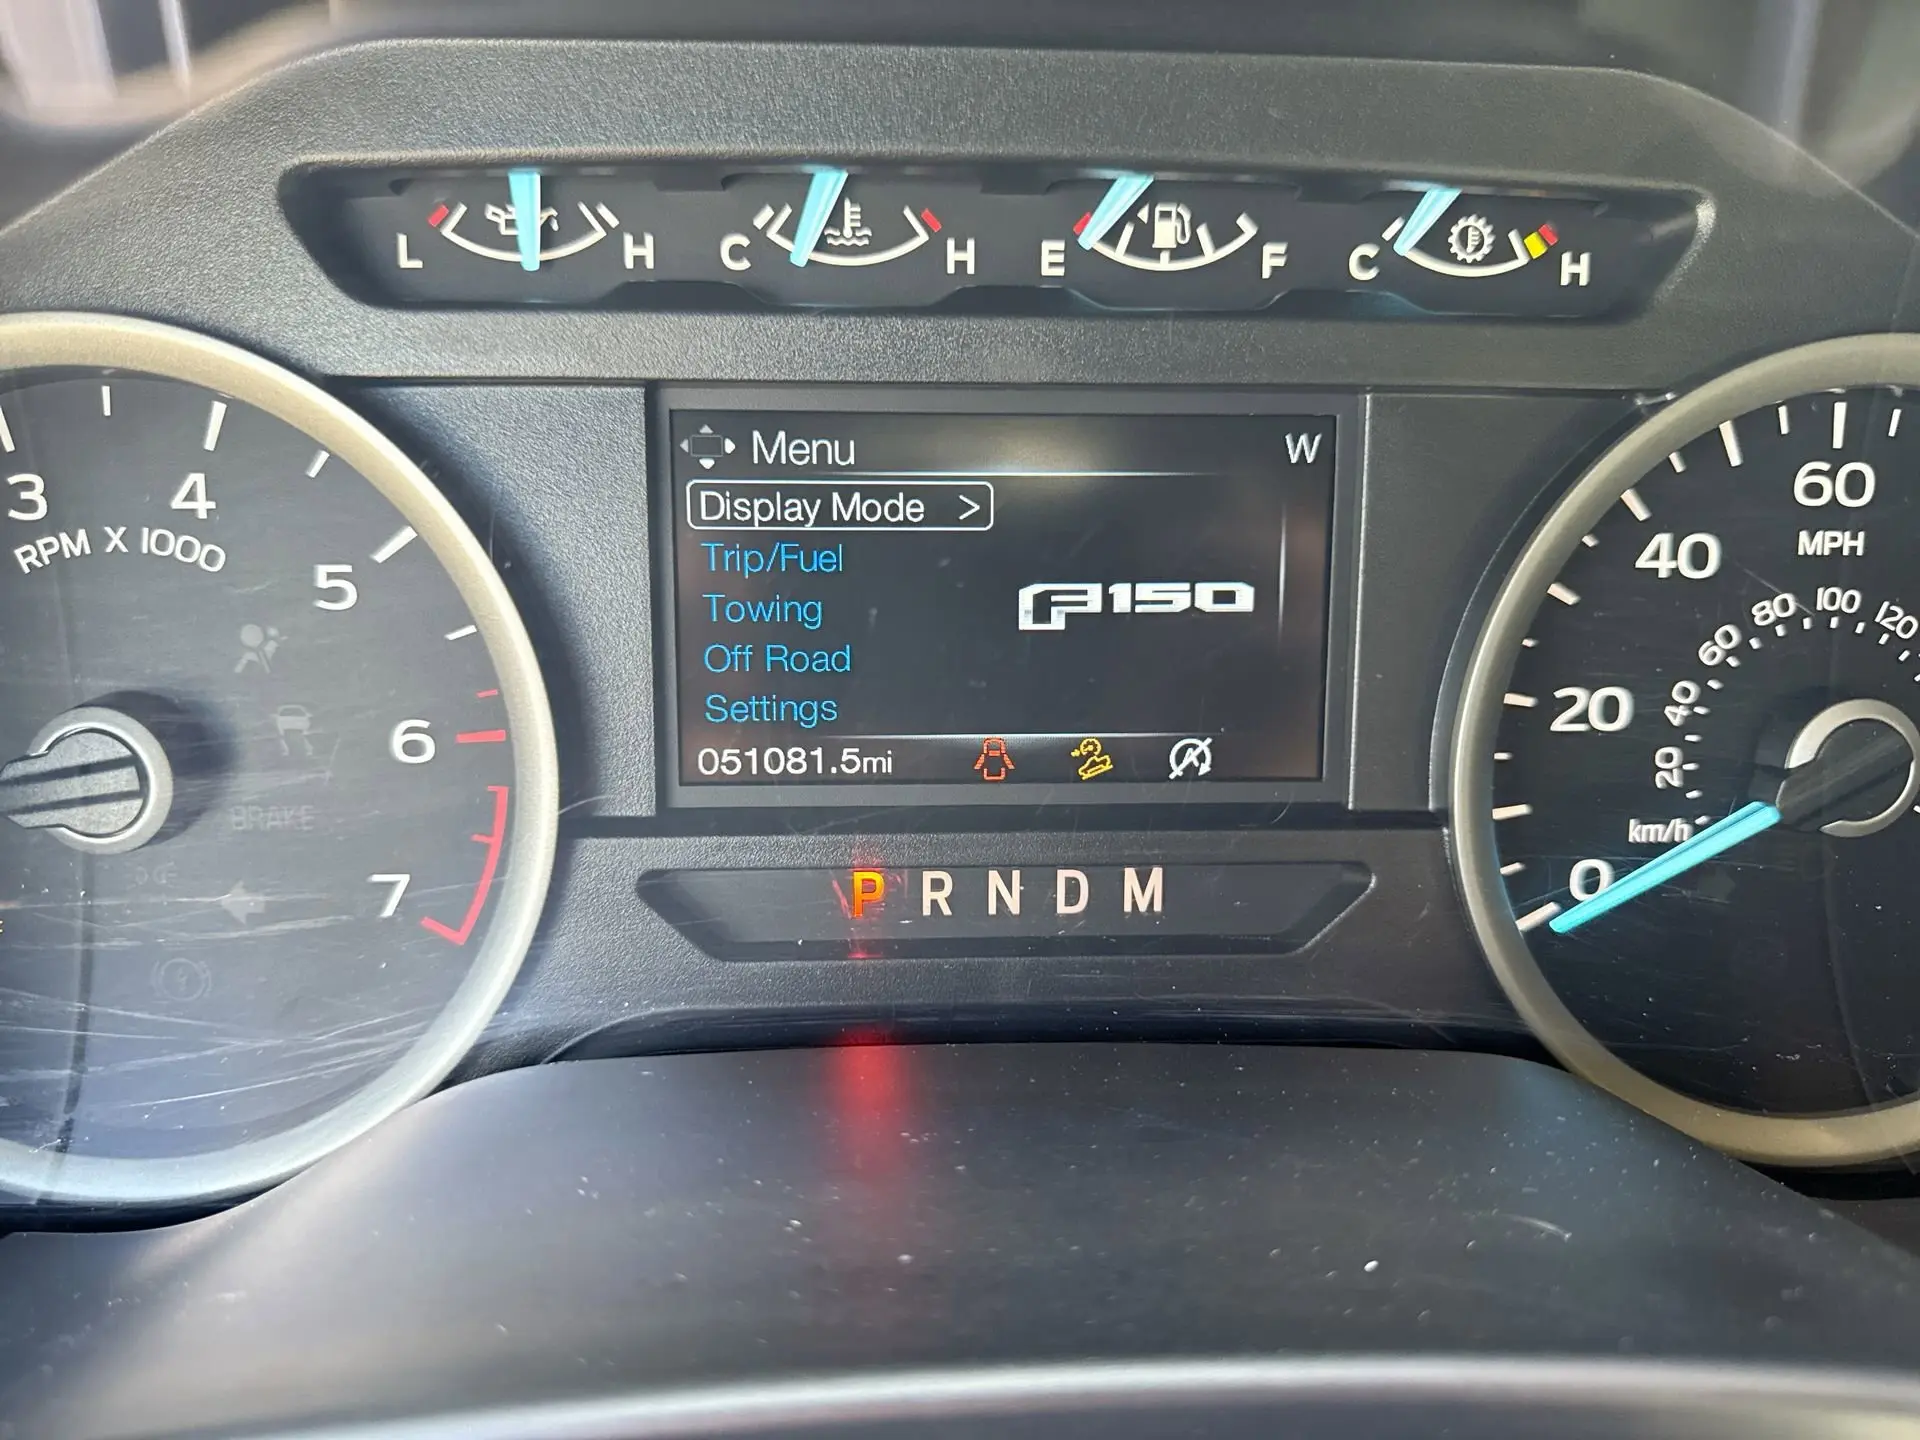 L H C H E F C H
Menu W
Display Mode >
Trip/Fuel
Towing
Off Road
Settings
F150
051081.5mi
P R N D M
3 4 5 6 7
RPM X 1000
BRAKE
0 20 40 60
MPH
20 40 60 80 100 120
km/h